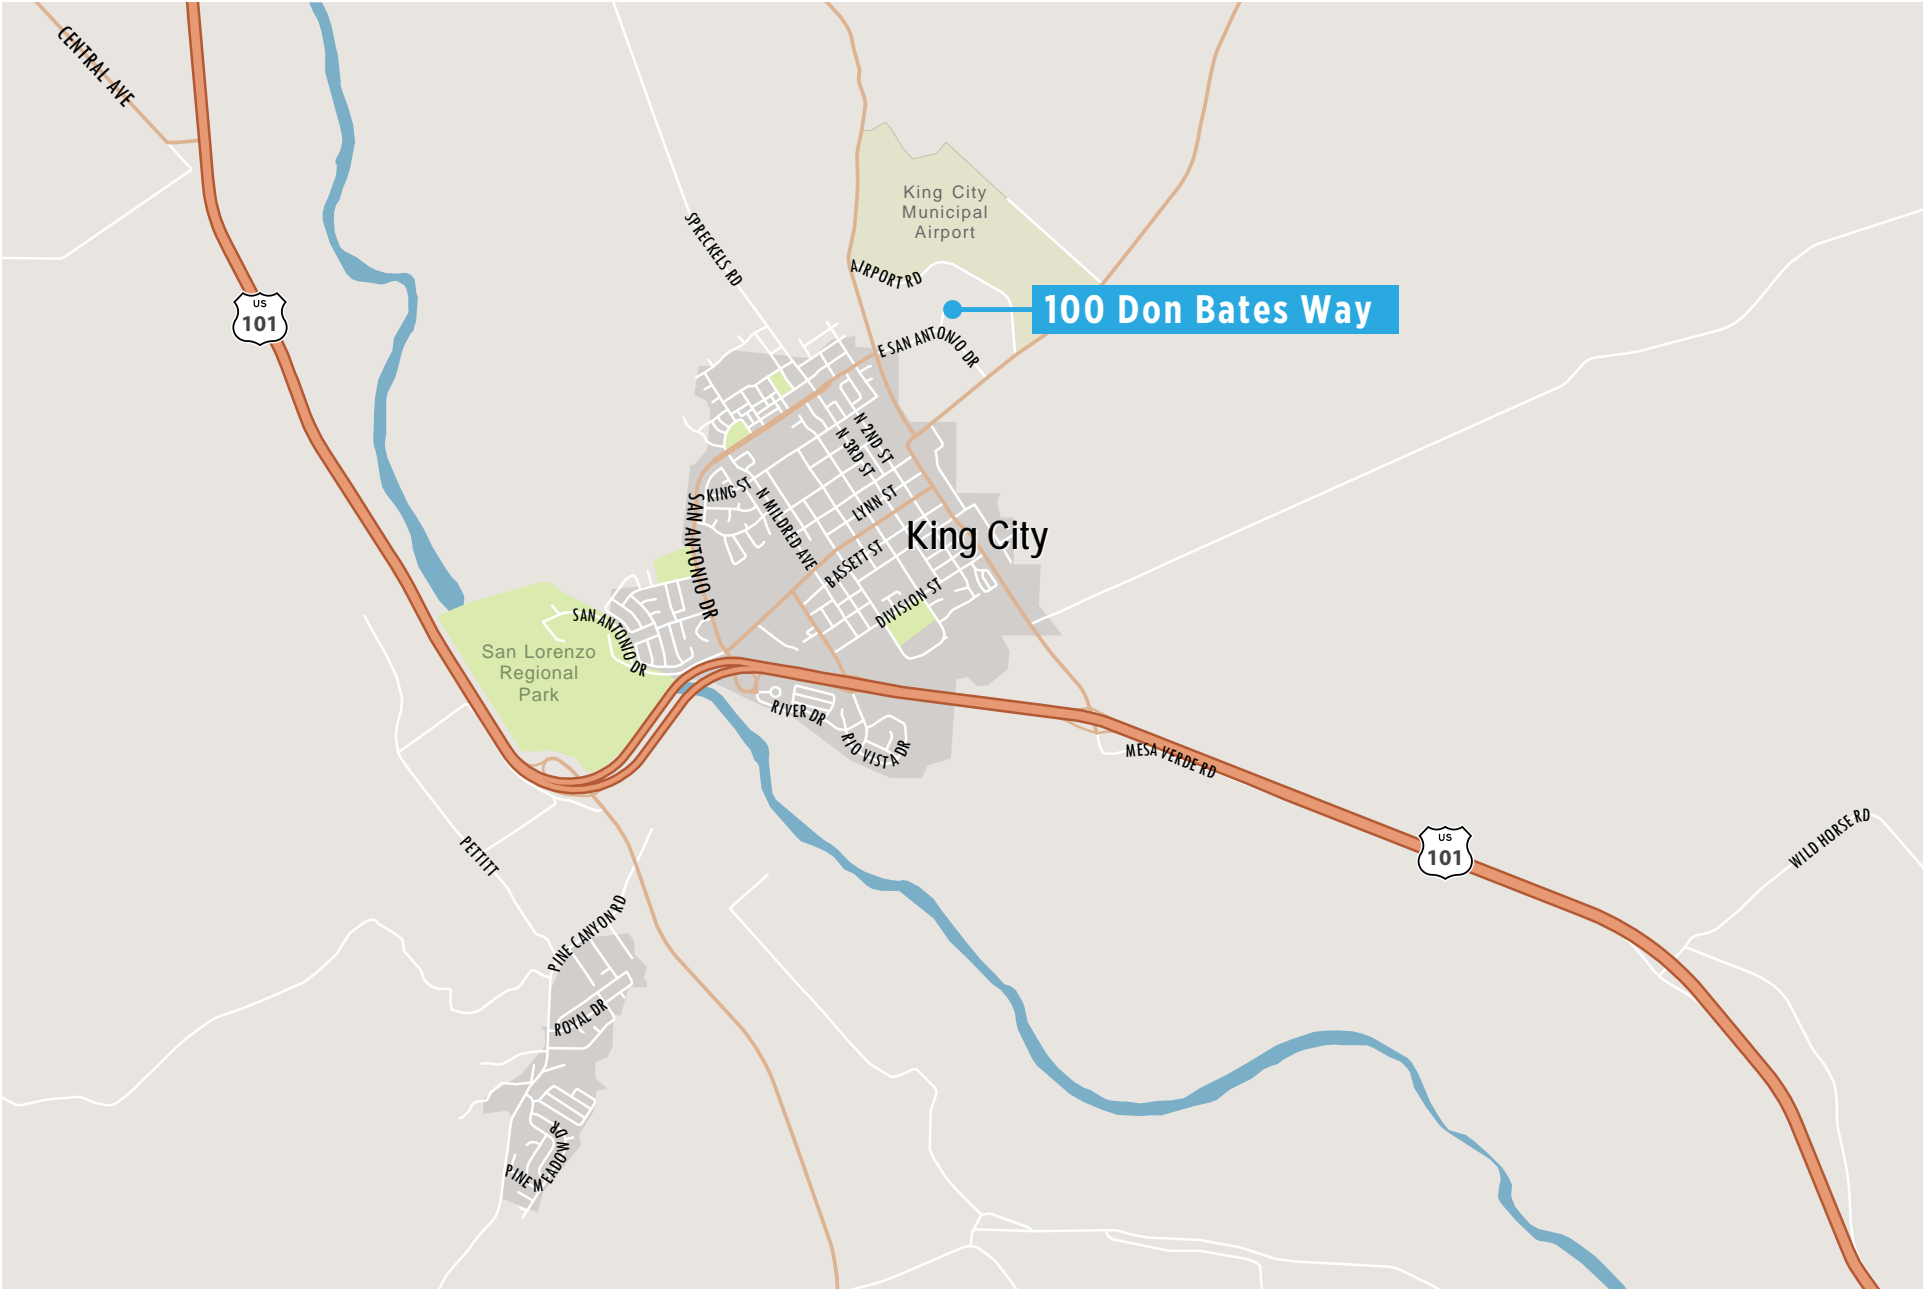 CENTRAL AVE
King City
Municipal
Airport
SPRECKELS RD
AIRPORT RD
100 Don Bates Way
US
101
E SAN ANTONIO DR
N 2ND ST
N 3RD ST
KING ST
SAN ANTONIO DR
N MILDRED AVE
LYNN ST
King City
BASSETT ST
DIVISION ST
SAN ANTONIO DR
San Lorenzo
Regional
Park
RIVER DR
RIO VISTA DR
MESA VERDE RD
US
101
WILD HORSE RD
PETTITT
PINE CANYON RD
ROYAL DR
PINE MEADOW DR